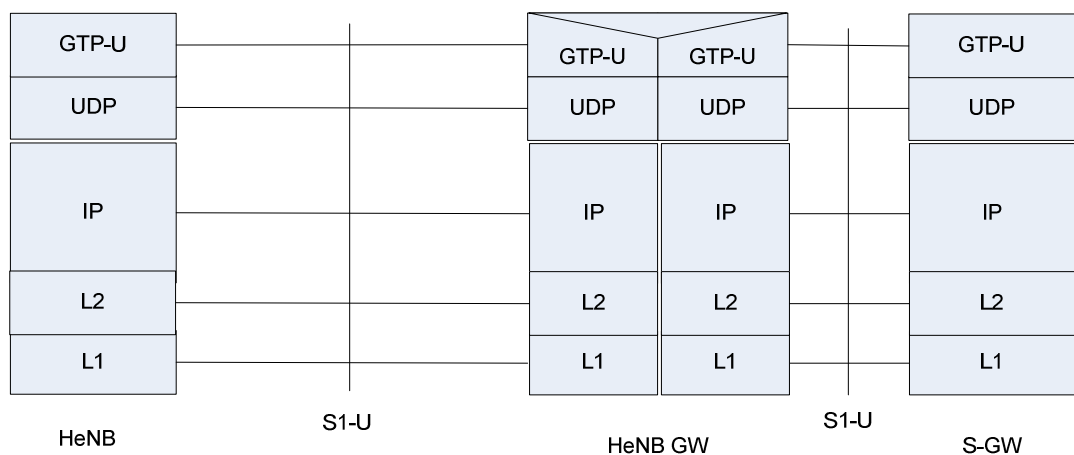 GTP-U
GTP-U
GTP-U
GTP-U
UDP
UDP
UDP
UDP
IP
IP
IP
IP
L2
L2
L2
L2
L1
L1
L1
L1
S1-U
S1-U
HeNB
HeNB GW
S-GW